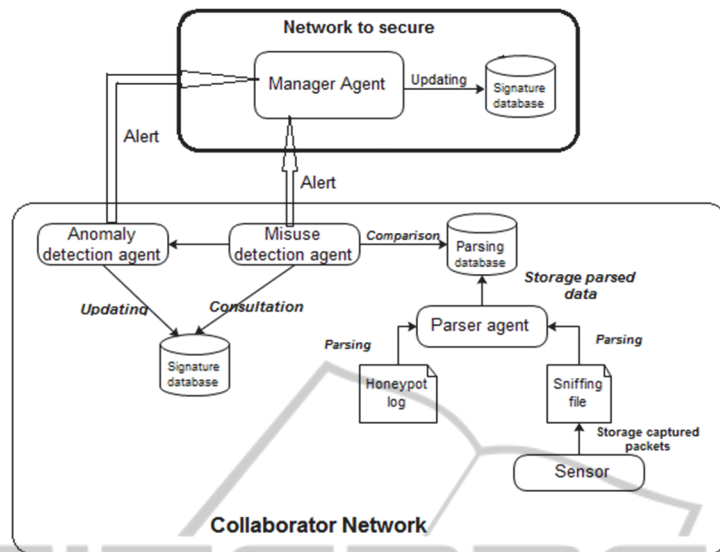 Network to secure
Manager Agent
Updating
Signature
database
Alert
Alert
Anomaly
detection agent
Misuse
detection agent
Comparison
Parsing
database
Storage parsed
data
Updating
Consultation
Parser agent
Signature
database
Parsing
Parsing
Honeypot
log
Sniffing
file
Storage captured
packets
Sensor
Collaborator Network